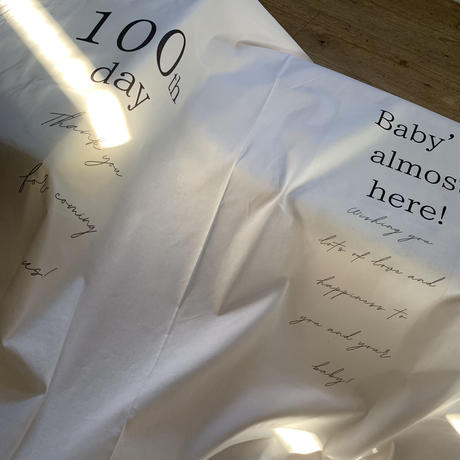 100th
day
Thank you
for coming
us!
Baby'
almost
here!
Wishing you
lots of love and
happiness to
you and your
baby!